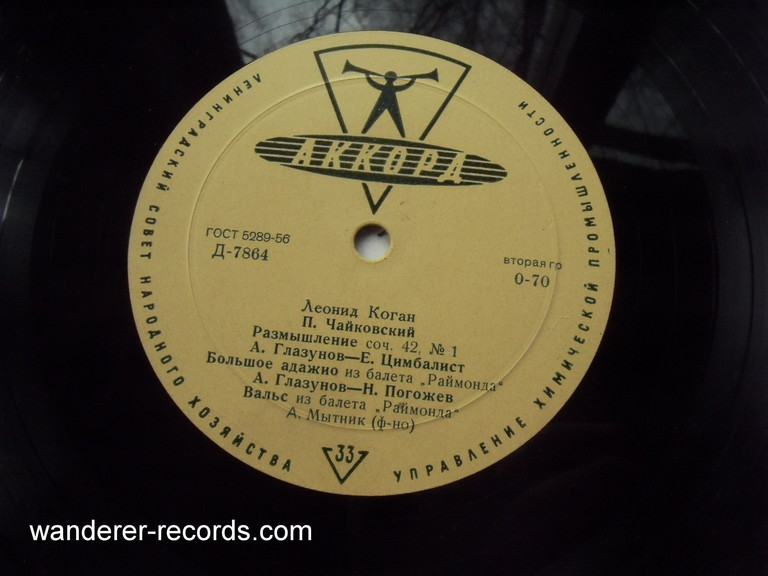 ЛЕНИНГРАДСКИЙ СОВЕТ НАРОДНОГО ХОЗЯЙСТВА
УПРАВЛЕНИЕ ХИМИЧЕСКОЙ ПРОМЫШЛЕННОСТИ
АККОРД
ГОСТ 5289-56
Д-7864
вторая гр
0-70
Леонид Коган
П. Чайковский
Размышление соч. 42, № 1
А. Глазунов—Е. Цимбалист
Большое адажио из балета „Раймонда"
А. Глазунов—Н. Погожев
Вальс из балета „Раймонда"
Д. Мытник (ф-но)
33
wanderer-records.com